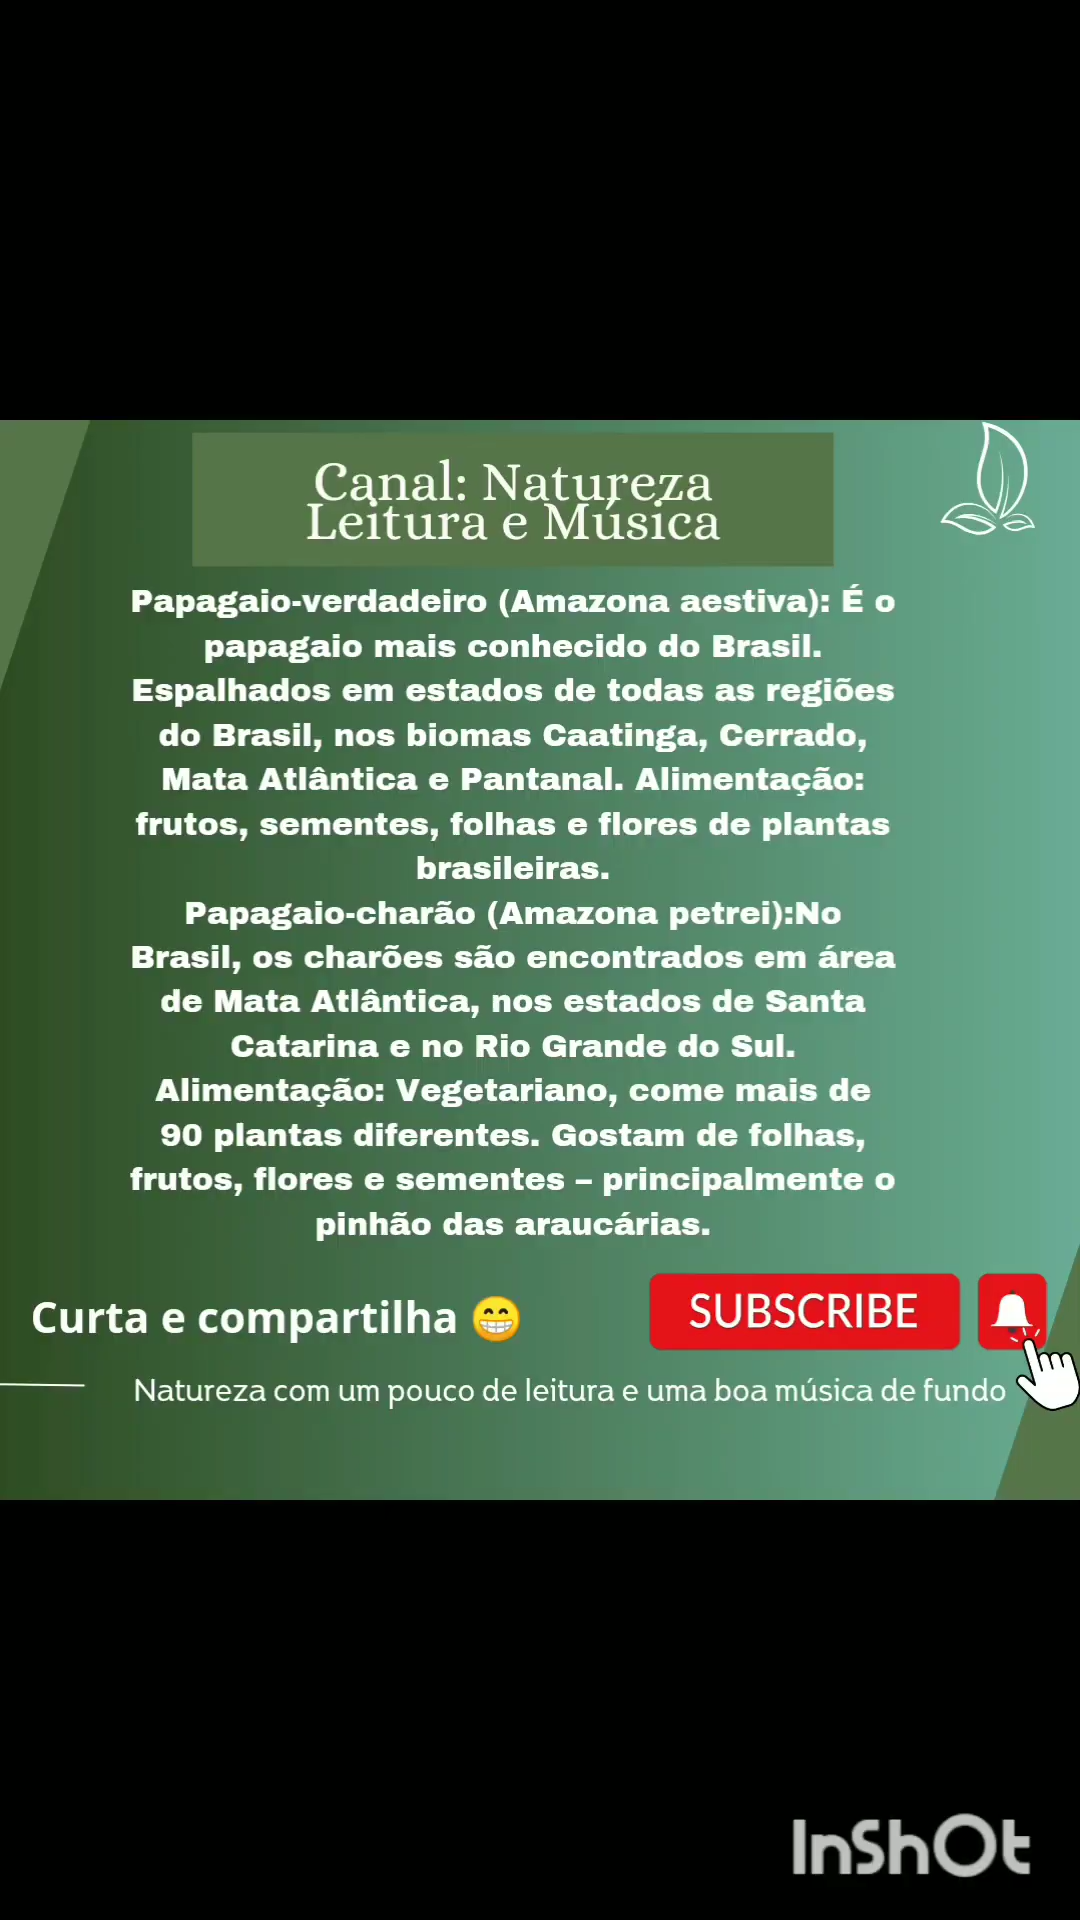 Canal: Natureza
Leitura e Música
Papagaio-verdadeiro (Amazona aestiva): É o
papagaio mais conhecido do Brasil.
Espalhados em estados de todas as regiões
do Brasil, nos biomas Caatinga, Cerrado,
Mata Atlântica e Pantanal. Alimentação:
frutos, sementes, folhas e flores de plantas
brasileiras.
Papagaio-charão (Amazona petrei):No
Brasil, os charões são encontrados em área
de Mata Atlântica, nos estados de Santa
Catarina e no Rio Grande do Sul.
Alimentação: Vegetariano, come mais de
90 plantas diferentes. Gostam de folhas,
frutos, flores e sementes – principalmente o
pinhão das araucárias.
Curta e compartilha 😁
SUBSCRIBE
Natureza com um pouco de leitura e uma boa música de fundo
InShOt